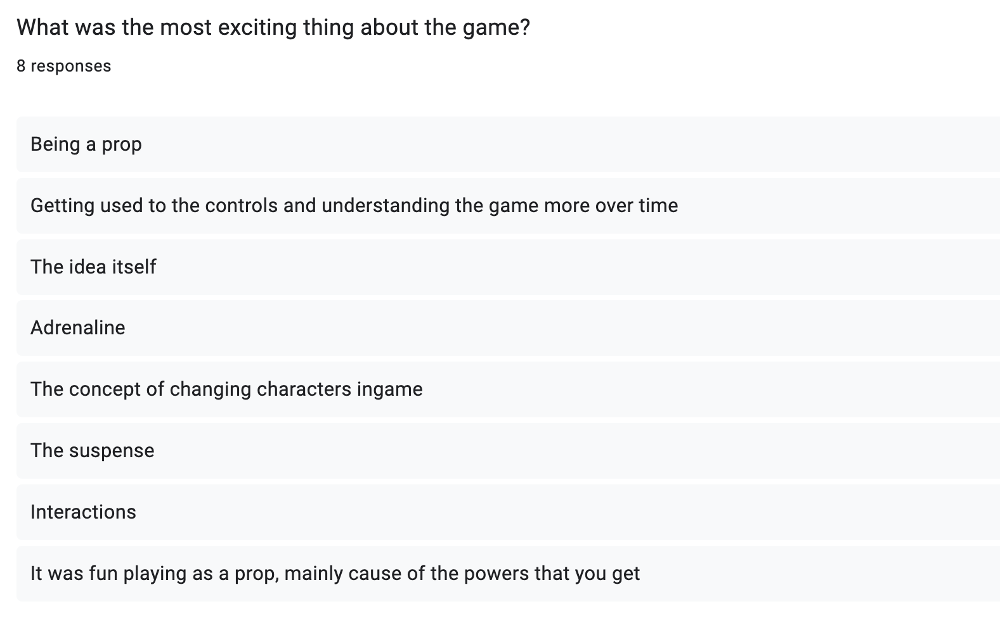 What was the most exciting thing about the game?
8 responses
Being a prop
Getting used to the controls and understanding the game more over time
The idea itself
Adrenaline
The concept of changing characters ingame
The suspense
Interactions
It was fun playing as a prop, mainly cause of the powers that you get